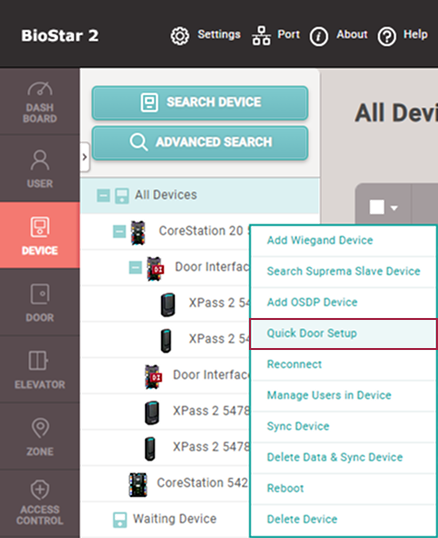 BioStar 2
Settings
Port
About
Help
DASH
BOARD
USER
DEVICE
DOOR
ELEVATOR
ZONE
ACCESS
CONTROL
SEARCH DEVICE
ADVANCED SEARCH
All Devices
CoreStation 20
Door Interfac
XPass 2 54
XPass 2 54
Door Interfac
XPass 2 5478
XPass 2 5478
CoreStation 542
Waiting Device
All Devi
Add Wiegand Device
Search Suprema Slave Device
Add OSDP Device
Quick Door Setup
Reconnect
Manage Users in Device
Sync Device
Delete Data & Sync Device
Reboot
Delete Device